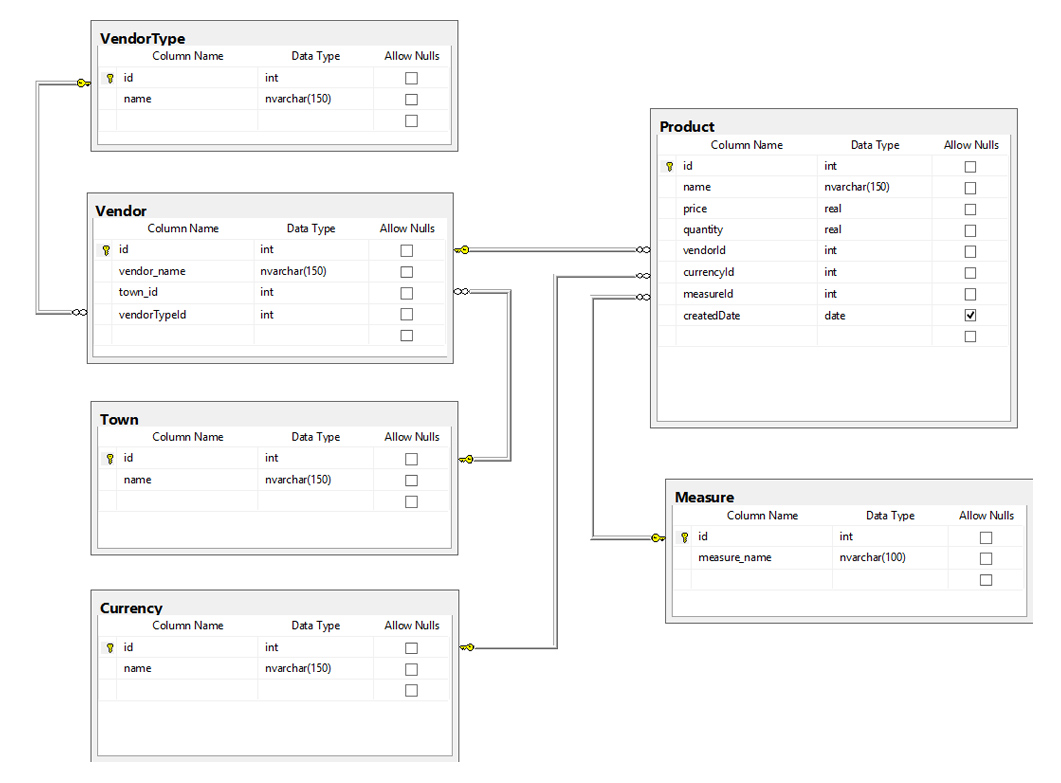 VendorType
Column Name Data Type Allow Nulls
id int
name nvarchar(150)
Vendor
Column Name Data Type Allow Nulls
id int
vendor_name nvarchar(150)
town_id int
vendorTypeId int
Town
Column Name Data Type Allow Nulls
id int
name nvarchar(150)
Currency
Column Name Data Type Allow Nulls
id int
name nvarchar(150)
Product
Column Name Data Type Allow Nulls
id int
name nvarchar(150)
price real
quantity real
vendorId int
currencyId int
measureId int
createdDate date
Measure
Column Name Data Type Allow Nulls
id int
measure_name nvarchar(100)